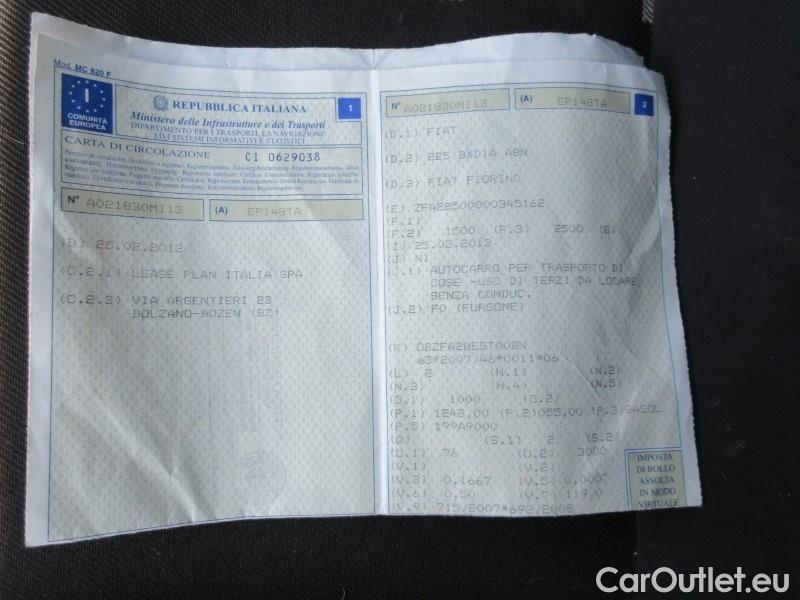 Mod. MC 820 F
COMUNITÀ
EUROPEA
I
REPUBBLICA ITALIANA
1
Ministero delle Infrastrutture e dei Trasporti
DIPARTIMENTO PER I TRASPORTI, LA NAVIGAZIONE
ED I SISTEMI INFORMATIVI E STATISTICI
CARTA DI CIRCOLAZIONE
CI 0629038
N° A021830MI13 (A) EP148TA
(B) 25.02.2013
(C.2.1) LEASE PLAN ITALIA SPA
(C.2.3) VIA ARGENTIERI 23
BOLZANO-BOZEN (BZ)
N° A021830MI13 (A) EP148TA 2
(D.1) FIAT
(D.2) 225 BXD1A A8N
(D.3) FIAT FIORINO
(E) ZFA22500000345162
(F.1)
(F.2) 1500 (F.3) 2500 (G)
(I) 25.02.2013
(J) N1
(J.1) AUTOCARRO PER TRASPORTO DI
COSE -USO DI TERZI DA LOCARE
SENZA CONDUC.
(J.2) F0 (FURGONE)
(K) OBZFA2BEST00BN
e3*2007/46*0011*06
(L) 2 (N.1) (N.2)
(N.3) (N.4) (N.5)
(O.1) 1000 (O.2)
(P.1) 1248,00 (P.2)055,00 (P.3)GASOL
(P.5) 199A9000
(Q) (S.1) 2 (S.2)
(U.1) 76 (U.2) 3000
(V.1) (V.2)
(V.3) 0,1667 (V.5) 0,0007
(V.6) 0,50 (V.7) 119,0
(V.9) 715/2007*692/2008
IMPOSTA
DI BOLLO
ASSOLTA
IN MODO
VIRTUALE
CarOutlet.eu